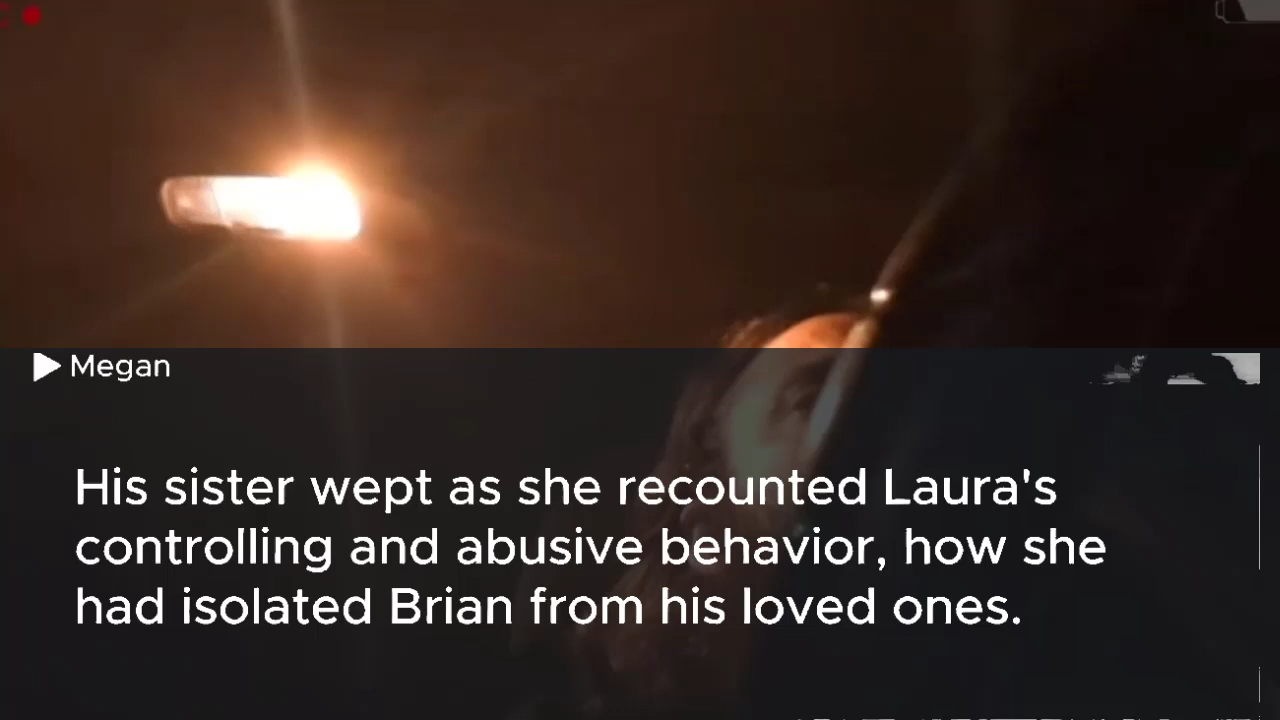 Megan
His sister wept as she recounted Laura's
controlling and abusive behavior, how she
had isolated Brian from his loved ones.